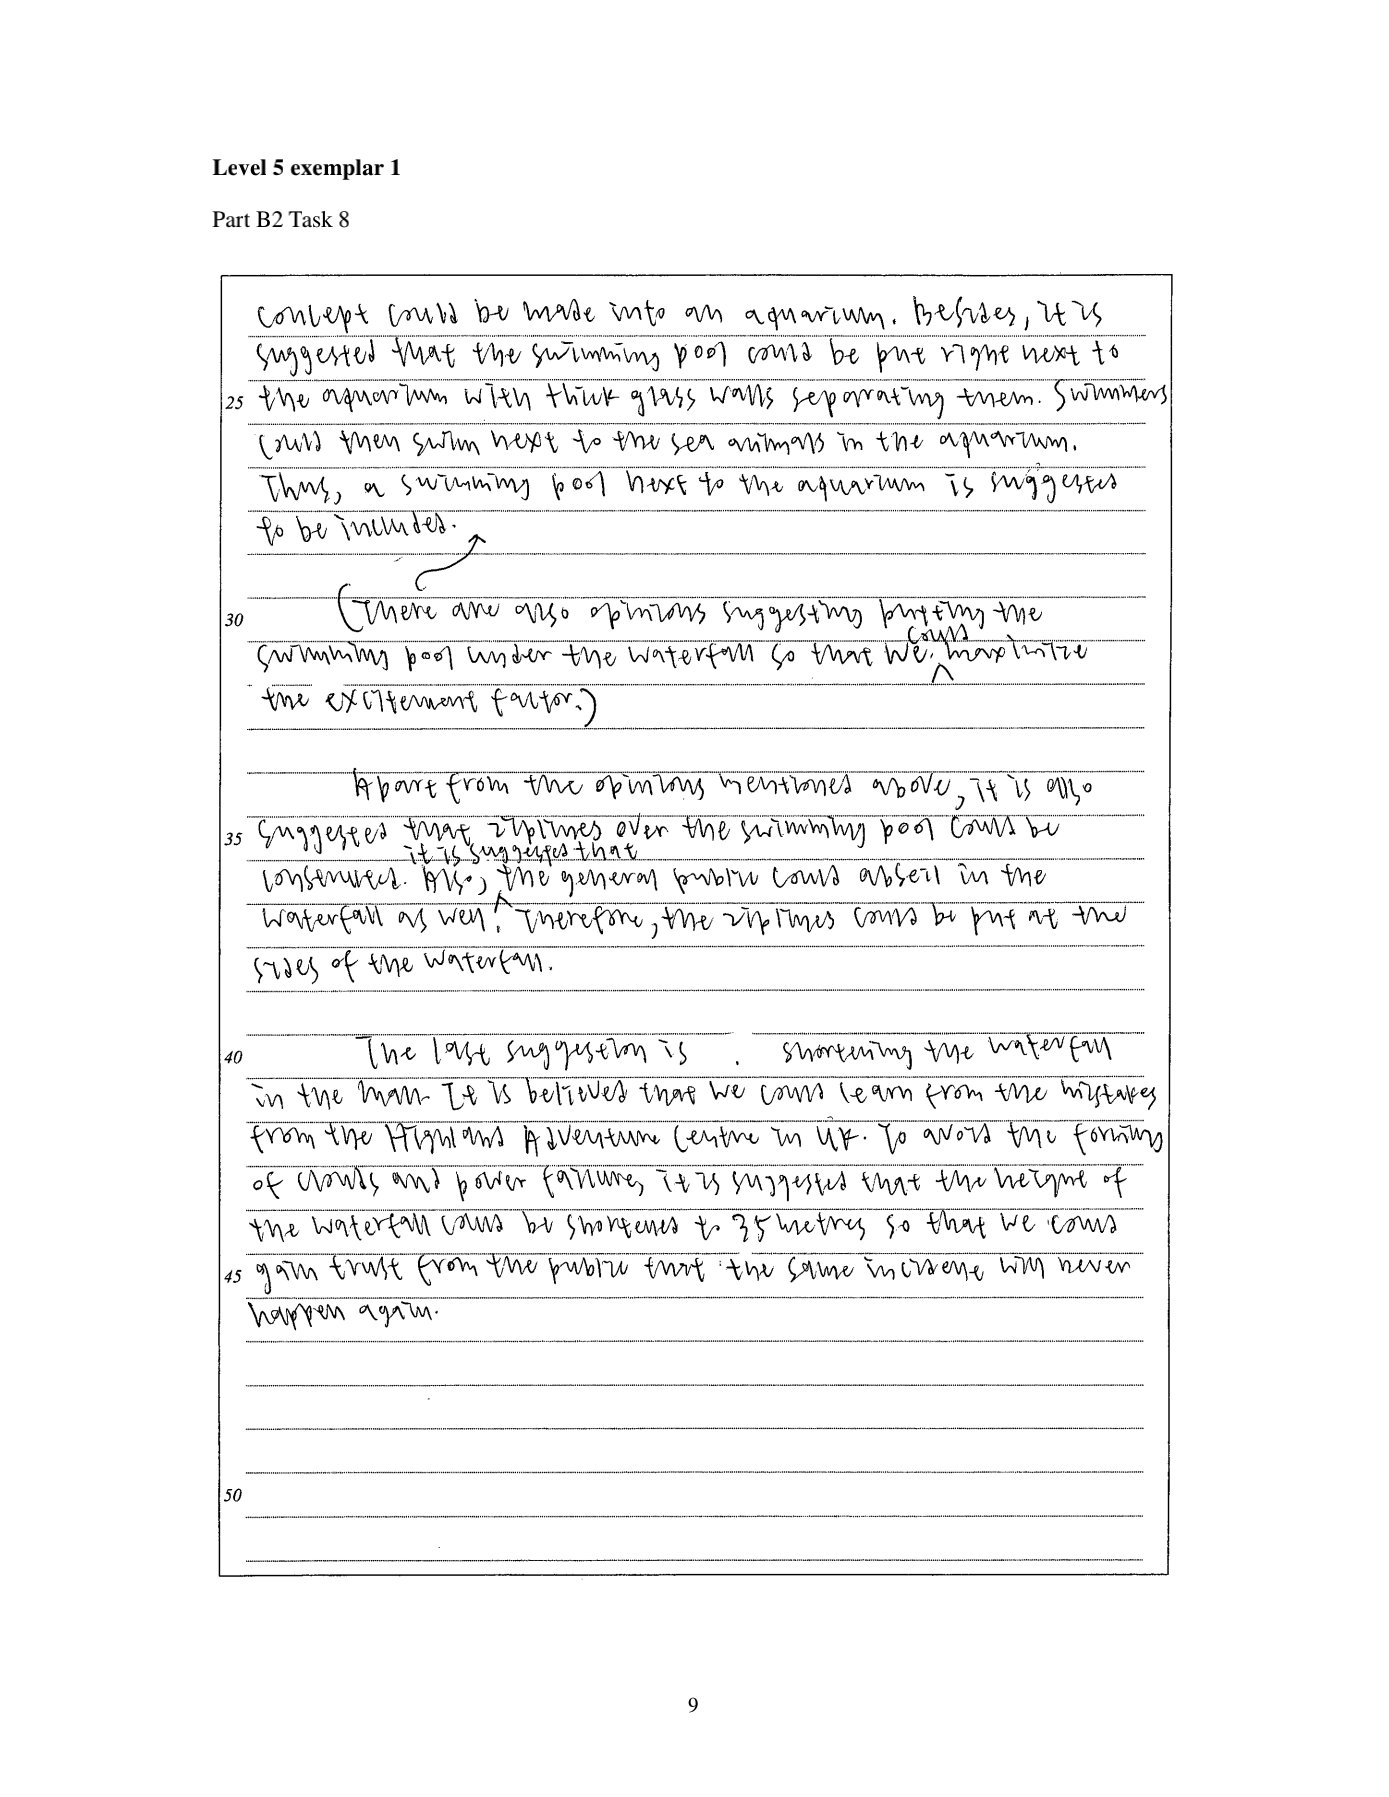 Level 5 exemplar 1
Part B2 Task 8
concept could be made into an aquarium. Besides, it is
suggested that the swimming pool could be put right next to
25 the aquarium with thick glass walls separating them. Swimmers
could then swim next to the sea animals in the aquarium.
Thus, a swimming pool next to the aquarium is suggested
to be included.
30 (There are also opinions suggesting putting the
could
swimming pool under the waterfall so that we maximize
the excitement factor.)
Apart from the opinions mentioned above, it is also
35 suggested that ziplines over the swimming pool could be
it is suggested that
constructed. Also, the general public could abseil in the
waterfall as well. Therefore, the ziplines could be put at the
sides of the waterfall.
40 The last suggestion is shortening the waterfall
in the mall. It is believed that we could learn from the mistakes
from the Highland Adventure Centre in UK. To avoid the forming
of clouds and power failure, it is suggested that the height of
the waterfall could be shortened to 35 metres so that we could
45 gain trust from the public that the same incidene will never
happen again.
50
9